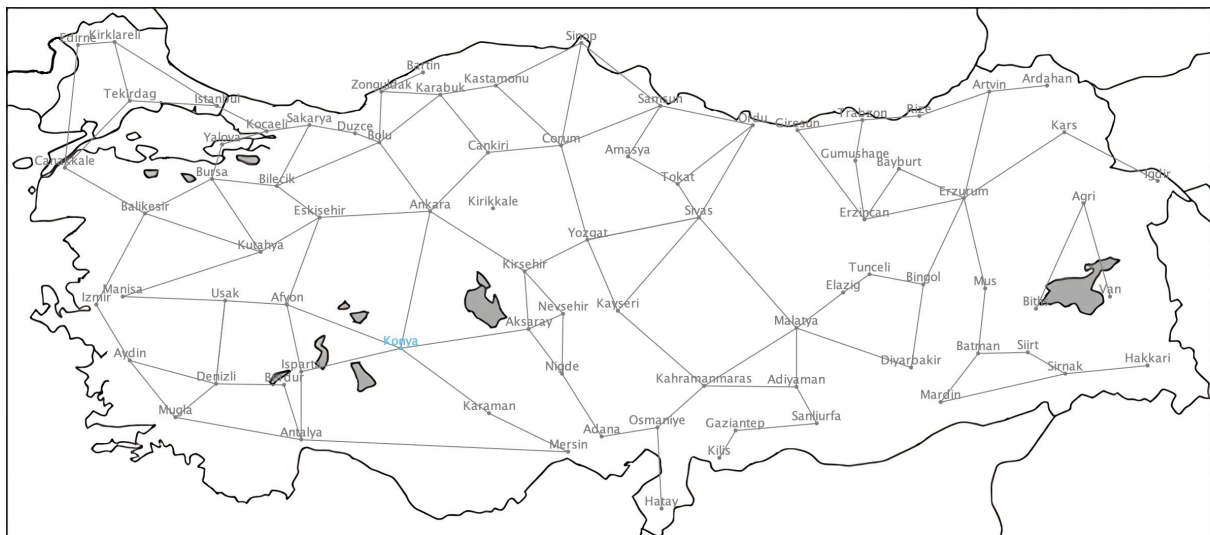 Edirne
Kirklareli
Sinop
Bartin
Zonguldak
Karabuk
Kastamonu
Ardahan
Artvin
Tekirdag
Istanbul
Samsun
Rize
Trabzon
Ordu
Giresun
Kocaeli
Sakarya
Duzce
Bolu
Yalova
Kars
Corum
Cankiri
Amasya
Gumushane
Bayburt
Canakkale
Bursa
Bilecik
Tokat
Igdir
Erzurum
Agri
Balikesir
Eskisehir
Ankara
Kirikkale
Sivas
Erzincan
Kutahya
Yozgat
Kirsehir
Tunceli
Bingol
Mus
Elazig
Manisa
Izmir
Usak
Afyon
Nevsehir
Kayseri
Bitlis
Van
Aksaray
Malatya
Konya
Aydin
Isparta
Nigde
Diyarbakir
Batman
Siirt
Hakkari
Sirnak
Denizli
Burdur
Kahramanmaras
Adiyaman
Mardin
Mugla
Karaman
Sanliurfa
Antalya
Adana
Osmaniye
Gaziantep
Mersin
Kilis
Hatay